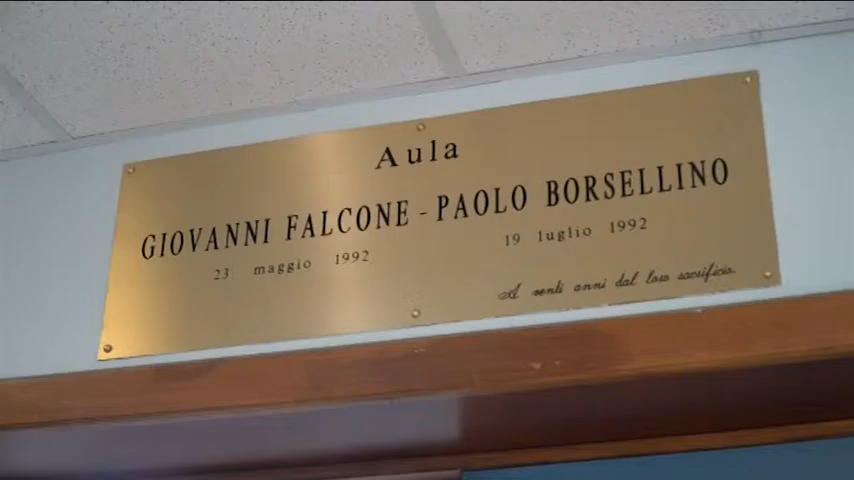 Aula
GIOVANNI FALCONE - PAOLO BORSELLINO
23 maggio 1992 19 luglio 1992
A venti anni dal loro sacrificio.